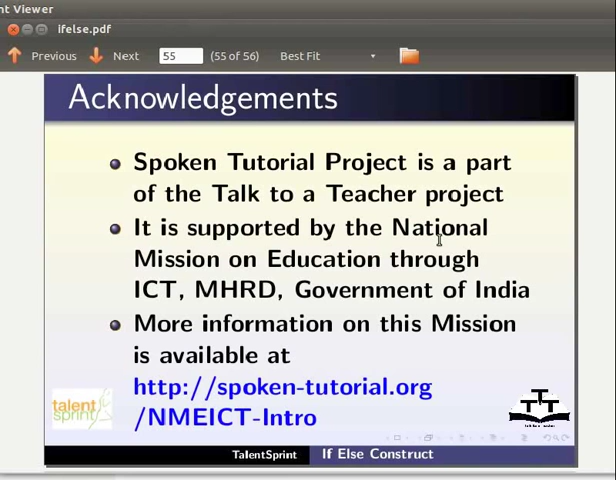 nt Viewer
ifelse.pdf
Previous Next 55 (55 of 56) Best Fit
Acknowledgements
Spoken Tutorial Project is a part
of the Talk to a Teacher project
It is supported by the National
Mission on Education through
ICT, MHRD, Government of India
More information on this Mission
is available at
http://spoken-tutorial.org
/NMEICT-Intro
talent
sprint
TTT
TalentSprint If Else Construct